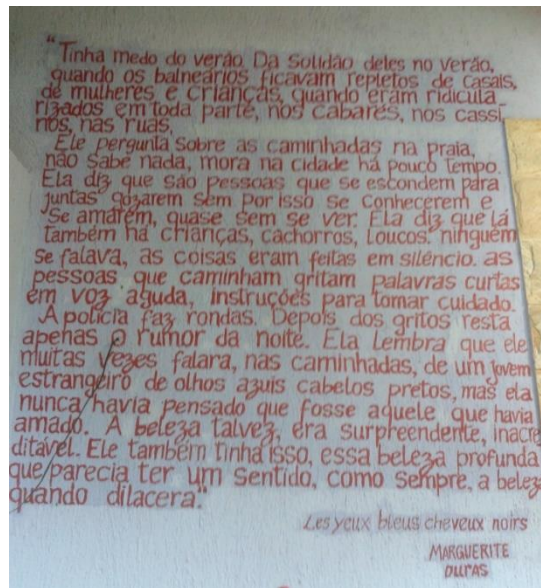 "Tinha medo do verão. Da Solidão deles no verão,
quando os balneários ficavam repletos de casais,
de mulheres e crianças, quando eram ridicula-
rizados em toda parte, nos cabarés, nos cassi
nos, nas ruas.
Ele pergunta sobre as caminhadas na praia,
não sabe nada, mora na cidade há pouco tempo.
Ela diz que são pessoas que se escondem para
juntas gozarem sem por isso se conhecerem e
se amarem, quase sem se ver. Ela diz que lá
também há crianças, cachorros, loucos. ninguém
se falava, as coisas eram feitas em silêncio. as
pessoas que caminham gritam palavras curtas
em voz aguda, instruções para tomar cuidado.
A polícia faz rondas. Depois dos gritos resta
apenas o rumor da noite. Ela lembra que ele
muitas vezes falara, nas caminhadas, de um jovem
estrangeiro de olhos azuis cabelos pretos, mas ela
nunca havia pensado que fosse aquele que havia
amado. A beleza talvez, era surpreendente, inacre
ditável. Ele também tinha isso, essa beleza profunda
que parecia ter um sentido, como sempre, a belez
quando dilacera."
Les yeux bleus cheveux noirs
MARGUERITE
DURAS